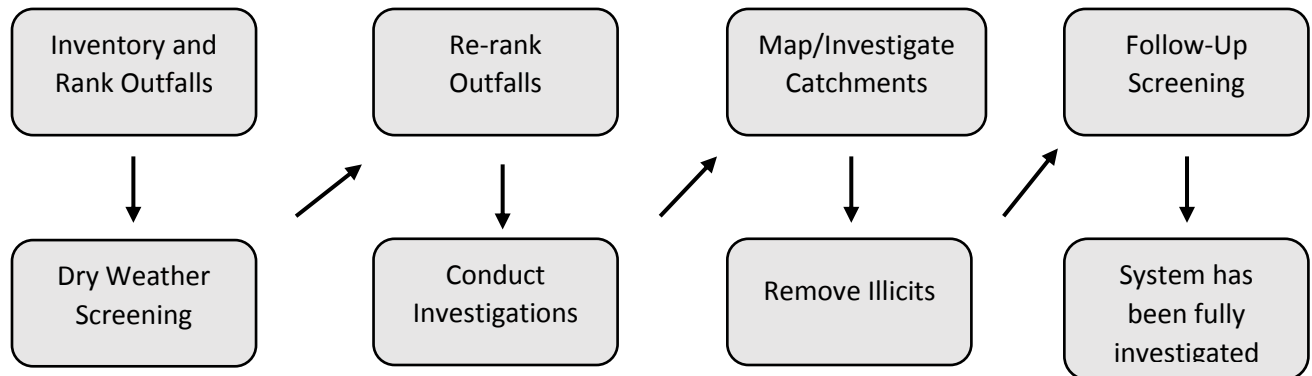 Inventory and
Rank Outfalls
Dry Weather
Screening
Re-rank
Outfalls
Conduct
Investigations
Map/Investigate
Catchments
Remove Illicits
Follow-Up
Screening
System has
been fully
investigated